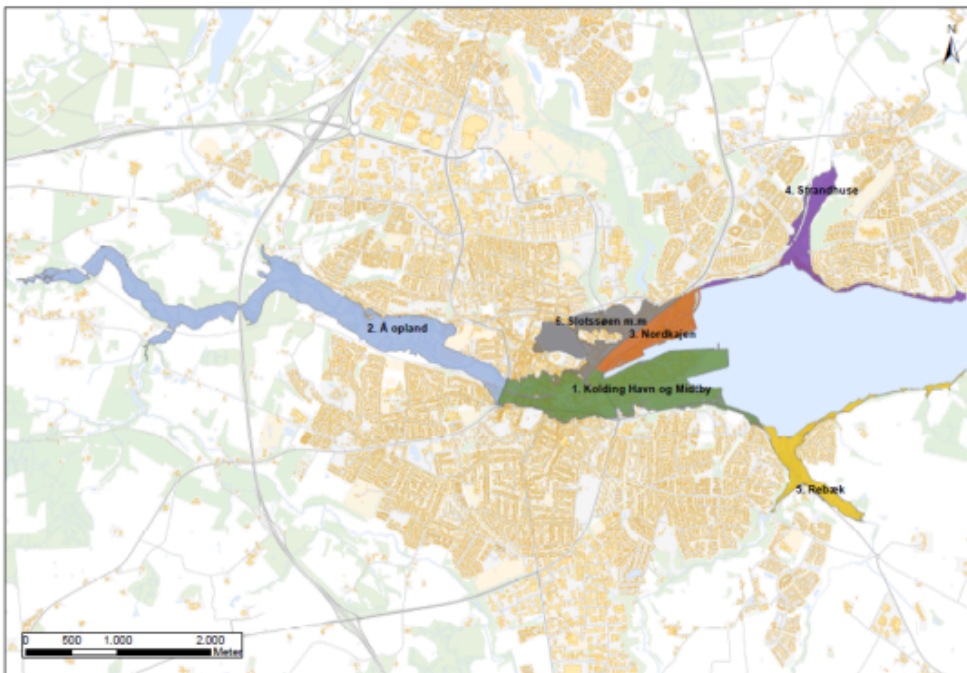 N
4. Strandhuse
6. Slotssøen m.m
3. Nordkajen
2. Å opland
1. Kolding Havn og Midtby
5. Rebæk
0 500 1.000 2.000
Meter